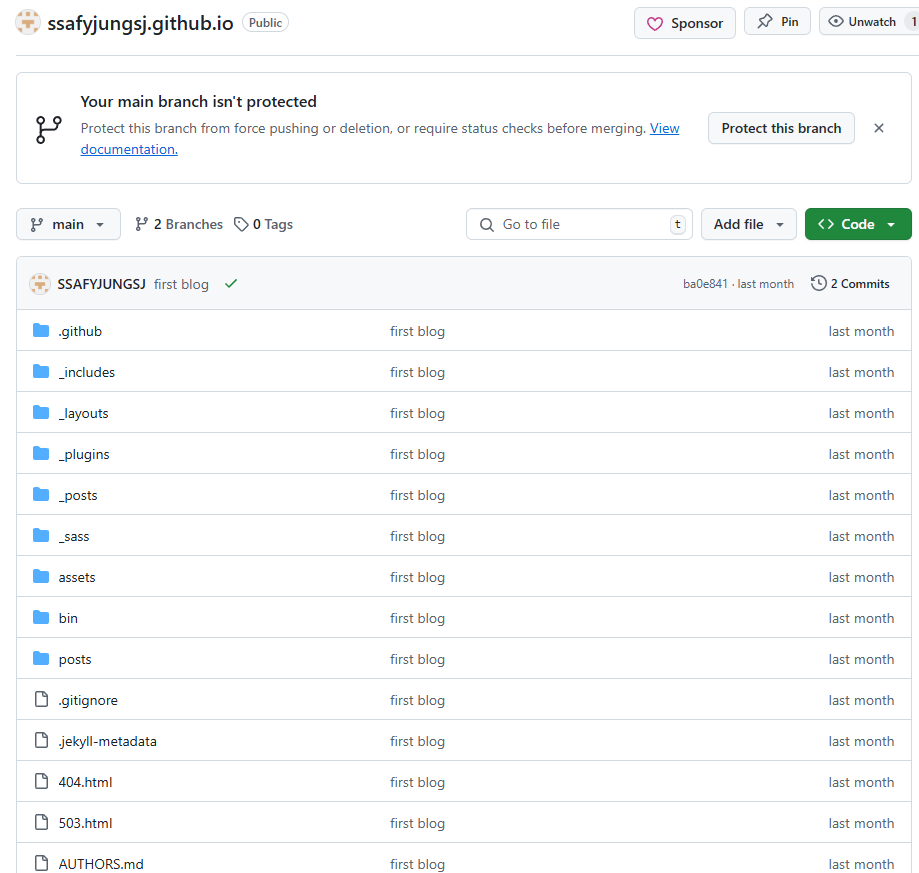 ssafyjungsj.github.io Public Sponsor Pin Unwatch 1
Your main branch isn't protected
Protect this branch from force pushing or deletion, or require status checks before merging. View
documentation.
Protect this branch
main 2 Branches 0 Tags Go to file t Add file <> Code
SSAFYJUNGSJ first blog ba0e841 · last month 2 Commits
.github first blog last month
_includes first blog last month
_layouts first blog last month
_plugins first blog last month
_posts first blog last month
_sass first blog last month
assets first blog last month
bin first blog last month
posts first blog last month
.gitignore first blog last month
.jekyll-metadata first blog last month
404.html first blog last month
503.html first blog last month
AUTHORS.md first blog last month